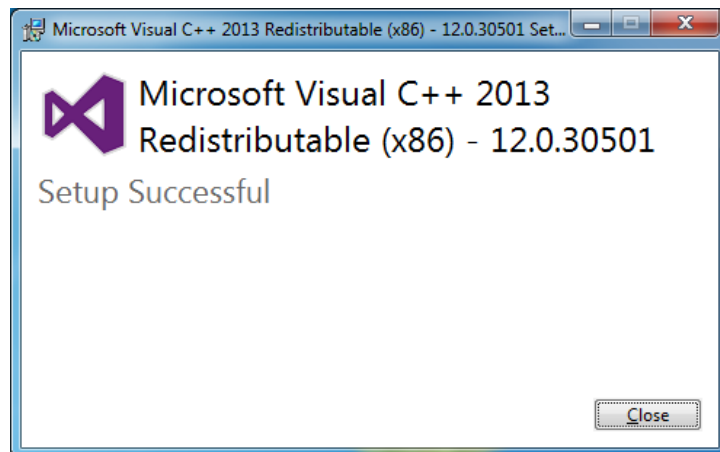 Microsoft Visual C++ 2013 Redistributable (x86) - 12.0.30501 Set...
Microsoft Visual C++ 2013
Redistributable (x86) - 12.0.30501
Setup Successful
Close